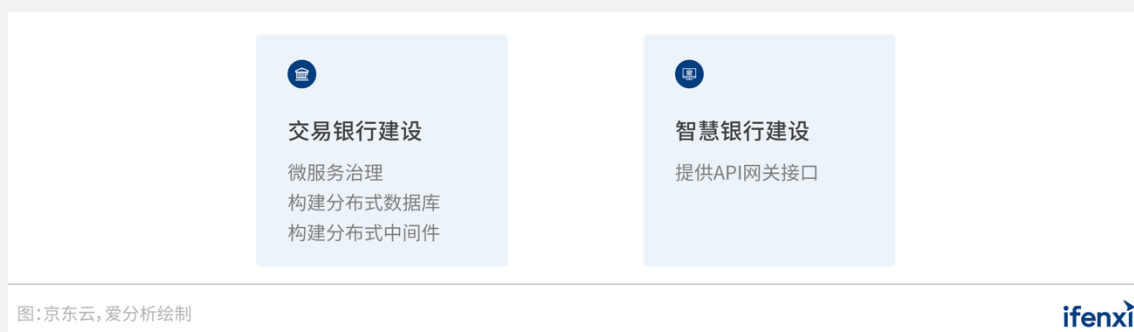 交易银行建设
微服务治理
构建分布式数据库
构建分布式中间件
智慧银行建设
提供API网关接口
图:京东云,爱分析绘制
ifenxi